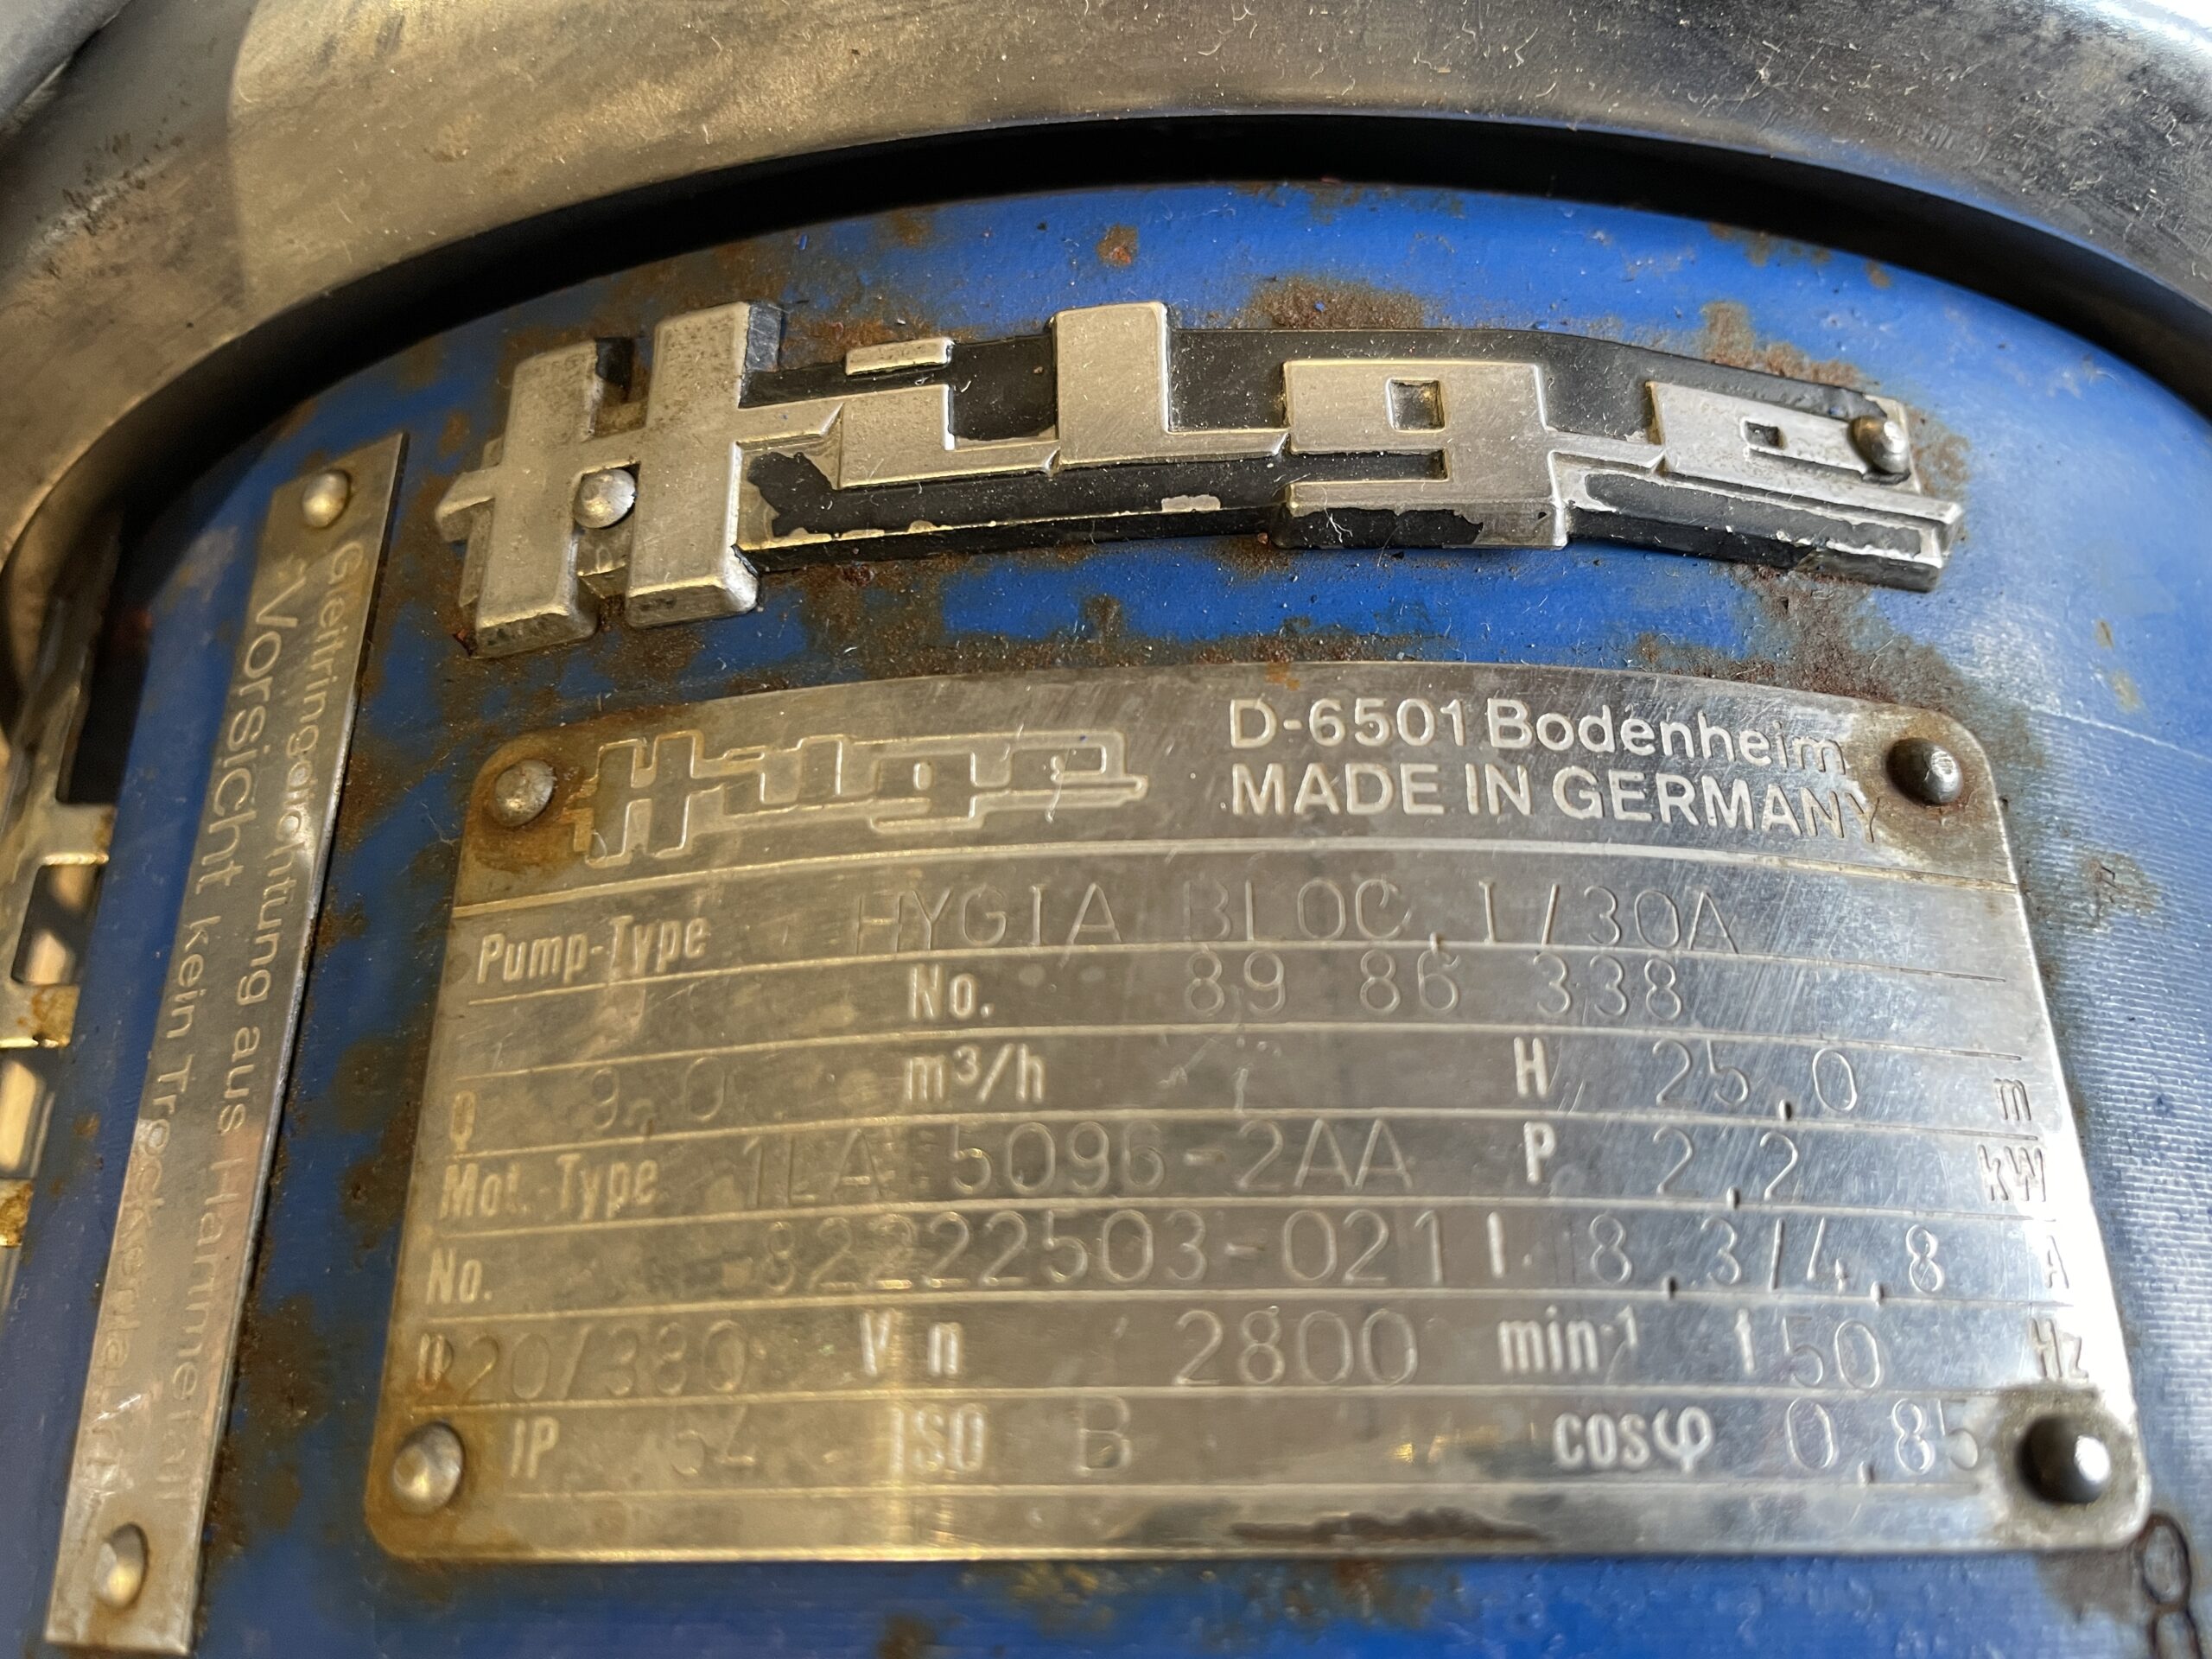 Hilge
Hilge
D-6501 Bodenheim
MADE IN GERMANY
Pump-Type HYGIA BLOC. I/30A
No. 89 86 338
Q 9,0 m³/h H 25,0 m
Mot.-Type 1LA 5096-2AA P 2,2 kW
No. 82222503-021 I 8,3/4,8 A
U 220/380 V n 2800 min-1 f 50 Hz
IP 54 ISO B cosφ 0,85
Gleitringdichtung aus Hartmetall
Vorsicht kein Trockenlauf!
8